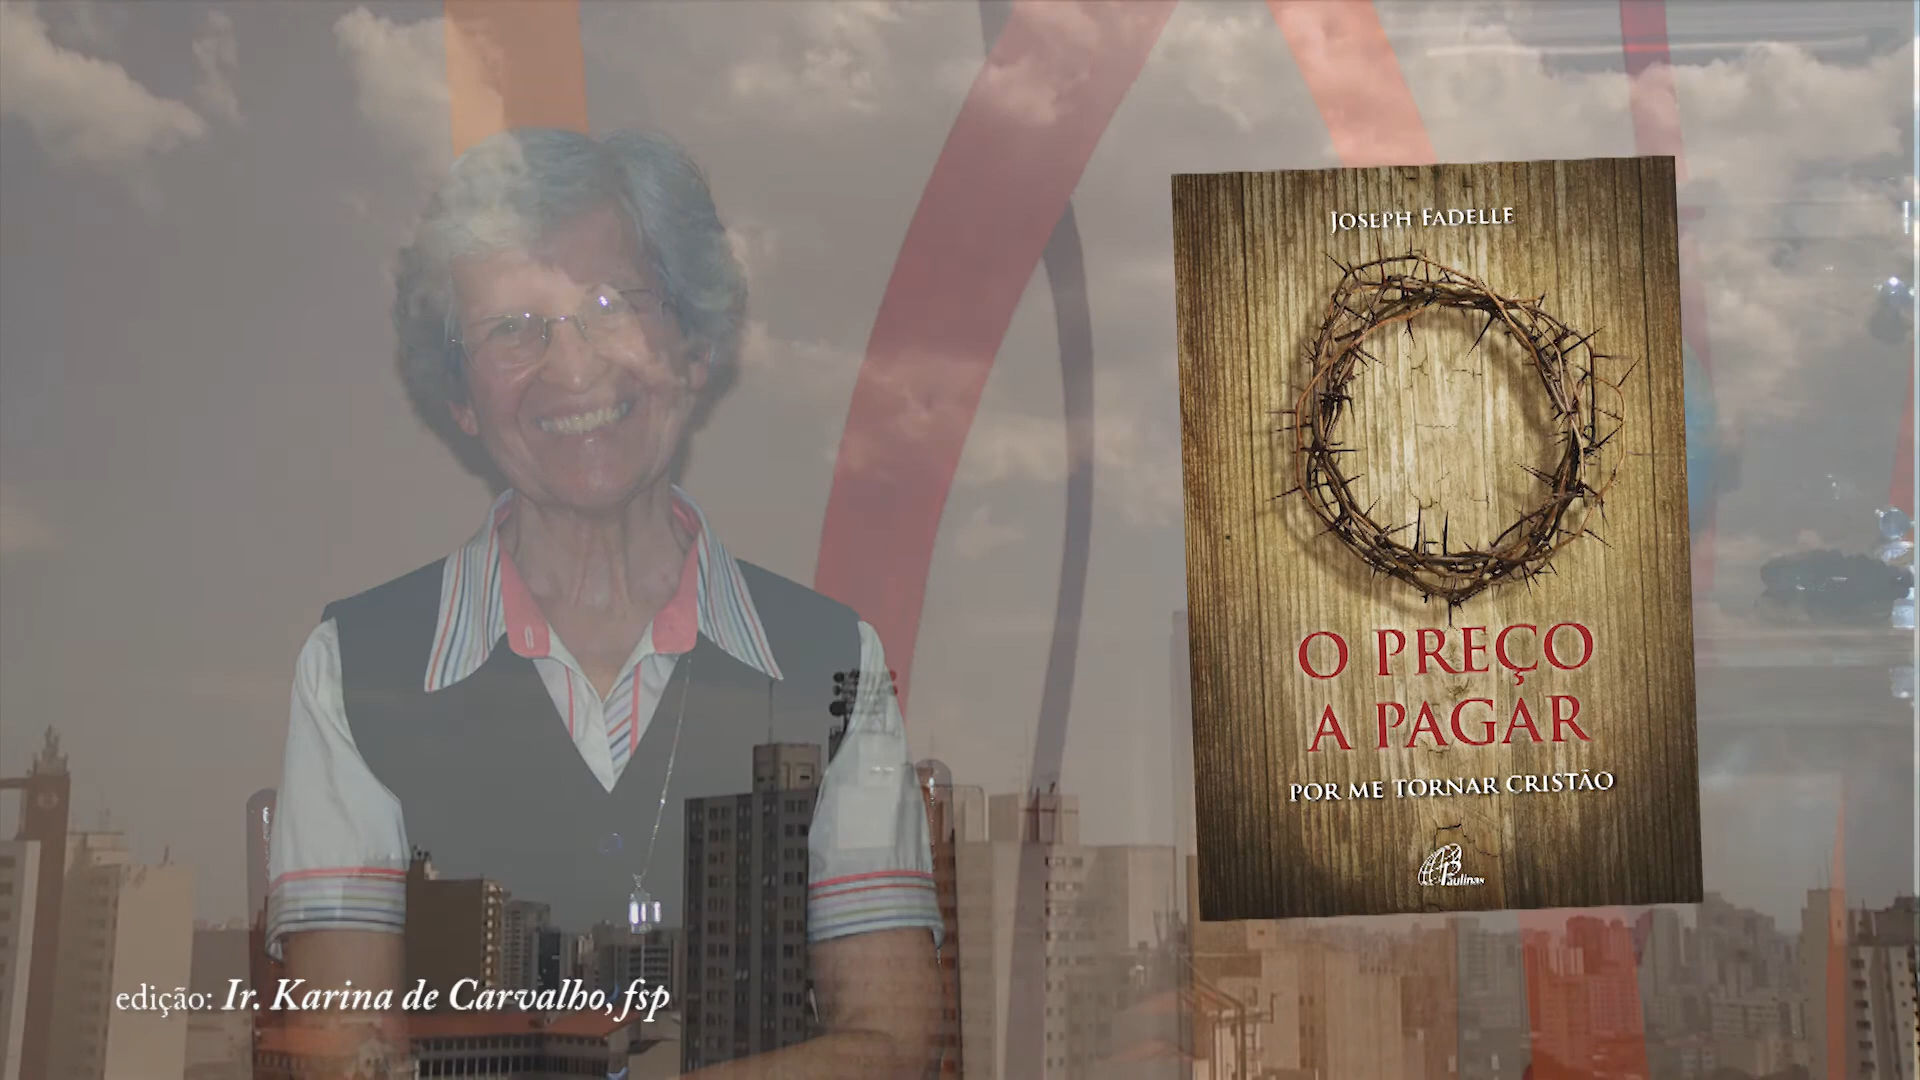 JOSEPH FADELLE
O PREÇO
A PAGAR
POR ME TORNAR CRISTÃO
Paulinas
edição: Ir. Karina de Carvalho, fsp